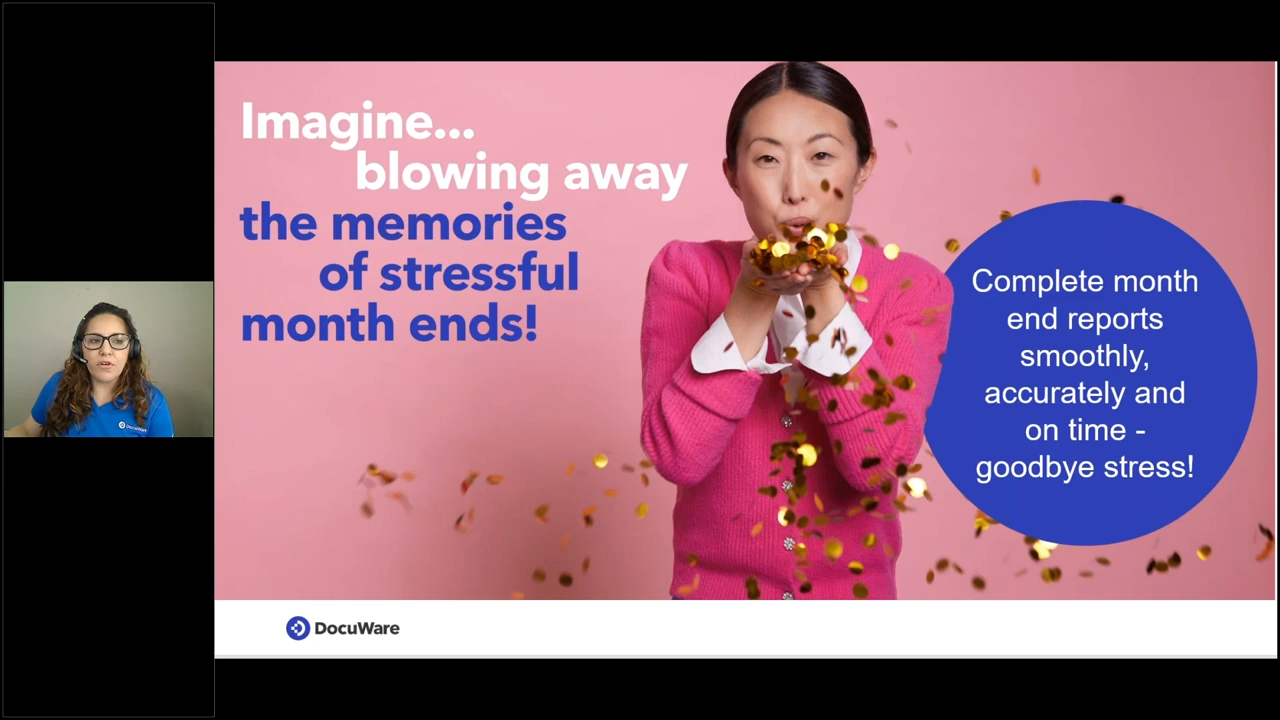 Imagine...
blowing away
the memories
of stressful
month ends!
Complete month
end reports
smoothly,
accurately and
on time -
goodbye stress!
DocuWare
DocuWare